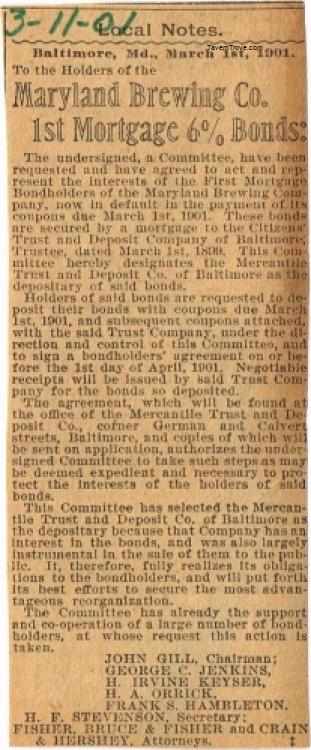 3-11-01
Local Notes.
TavernTrove.com
Baltimore, Md., March 1st, 1901.
To the Holders of the
Maryland Brewing Co.
1st Mortgage 6% Bonds:
The undersigned, a Committee, have been
requested and have agreed to act and rep-
resent the interests of the First Mortgage
Bondholders of the Maryland Brewing Com-
pany, now in default in the payment of its
coupons due March 1st, 1901. These bonds
are secured by a mortgage to the Citizens'
Trust and Deposit Company of Baltimore,
Trustee, dated March 1st, 1899. This Com-
mittee hereby designates the Mercantile
Trust and Deposit Co. of Baltimore as the
depositary of said bonds.
Holders of said bonds are requested to de-
posit their bonds with coupons due March
1st, 1901, and subsequent coupons attached,
with the said Trust Company, under the di-
rection and control of this Committee, and
to sign a bondholders' agreement on or be-
fore the 1st day of April, 1901. Negotiable
receipts will be issued by said Trust Com-
pany for the bonds so deposited.
The agreement, which will be found at
the office of the Mercantile Trust and De-
posit Co., corner German and Calvert
streets, Baltimore, and copies of which will
be sent on application, authorizes the under-
signed Committee to take such steps as may
be deemed expedient and necessary to pro-
tect the interests of the holders of said
bonds.
This Committee has selected the Mercan-
tile Trust and Deposit Co. of Baltimore as
the depositary because that Company has an
interest in the bonds, and was also largely
instrumental in the sale of them to the pub-
lic. It, therefore, fully realizes its obliga-
tions to the bondholders, and will put forth
its best efforts to secure the most advan-
tageous reorganization.
The Committee has already the support
and co-operation of a large number of bond-
holders, at whose request this action is
taken.
JOHN GILL, Chairman;
GEORGE C. JENKINS,
H. IRVINE KEYSER,
H. A. ORRICK,
FRANK S. HAMBLETON.
H. F. STEVENSON, Secretary;
FISHER, BRUCE & FISHER and CRAIN
& HERSHEY, Attorneys. ‡